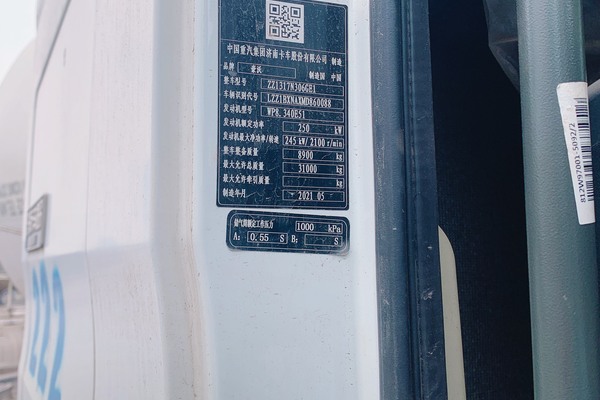 中国重汽集团济南卡车股份有限公司 制造
品牌 豪沃 制造国 中国
整车型号 ZZ1317N306GE1
车辆识别代号 LZZ1BXNAXMD860088
发动机型号 WP8.340E51
发动机额定功率 250 kW
发动机最大净功率/转速 245 kW/ 2100 r/min
整车整备质量 8900 kg
最大允许总质量 31000 kg
最大允许牵引质量 kg
制造年月 2021 05
储气筒额定工作压力 1000 kPa
A: 0.55 S B: S
222